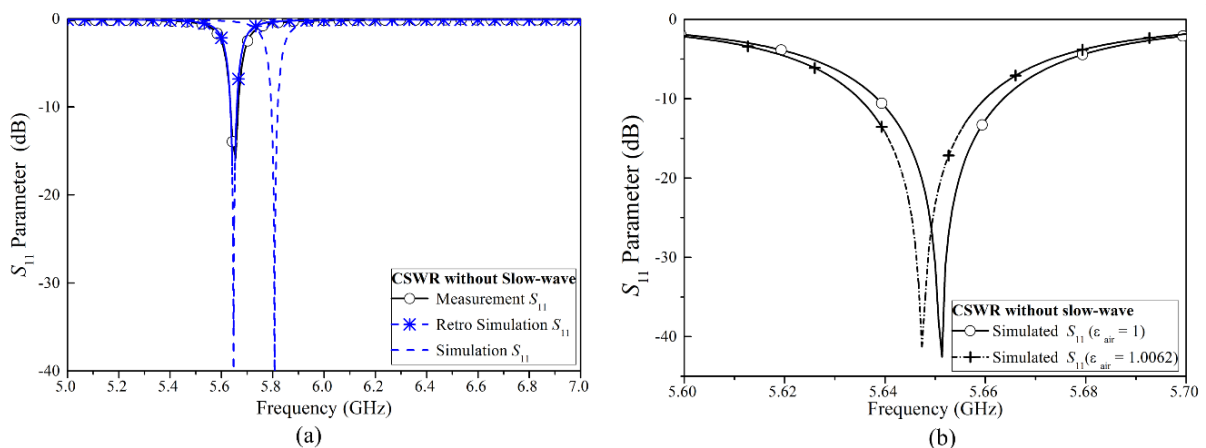 0
-10
-20
-30
-40
S11 Parameter (dB)
CSWR without Slow-wave
Measurement S11
Retro Simulation S11
Simulation S11
5.0 5.2 5.4 5.6 5.8 6.0 6.2 6.4 6.6 6.8 7.0
Frequency (GHz)
(a)
0
-10
-20
-30
-40
S11 Parameter (dB)
CSWR without slow-wave
Simulated S11 (ε air = 1)
Simulated S11(ε air = 1.0062)
5.60 5.62 5.64 5.66 5.68 5.70
Frequency (GHz)
(b)